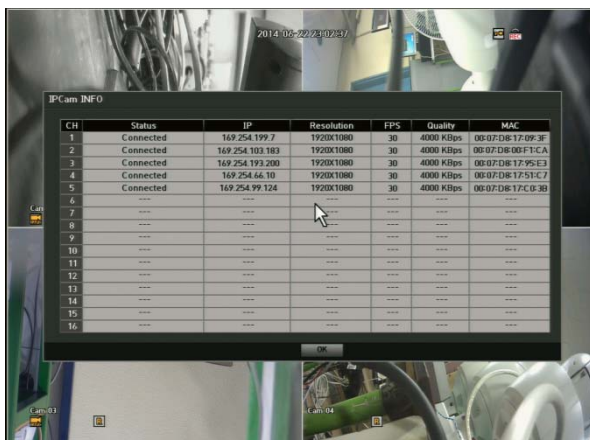 2014-06-22/23:02:37
REC
IPCam INFO
CH Status IP Resolution FPS Quality MAC
1 Connected 169.254.199.7 1920X1080 30 4000 KBps 00:07:D8:17:09:3F
2 Connected 169.254.103.183 1920X1080 30 4000 KBps 00:07:D8:00:F1:CA
3 Connected 169.254.193.200 1920X1080 30 4000 KBps 00:07:D8:17:95:E3
4 Connected 169.254.66.10 1920X1080 30 4000 KBps 00:07:D8:17:51:C7
5 Connected 169.254.99.124 1920X1080 30 4000 KBps 00:07:D8:17:C0:3B
6 --- --- --- --- --- ---
7 --- --- --- --- --- ---
8 --- --- --- --- --- ---
9 --- --- --- --- --- ---
10 --- --- --- --- --- ---
11 --- --- --- --- --- ---
12 --- --- --- --- --- ---
13 --- --- --- --- --- ---
14 --- --- --- --- --- ---
15 --- --- --- --- --- ---
16 --- --- --- --- --- ---
OK
Cam-03
Cam-04